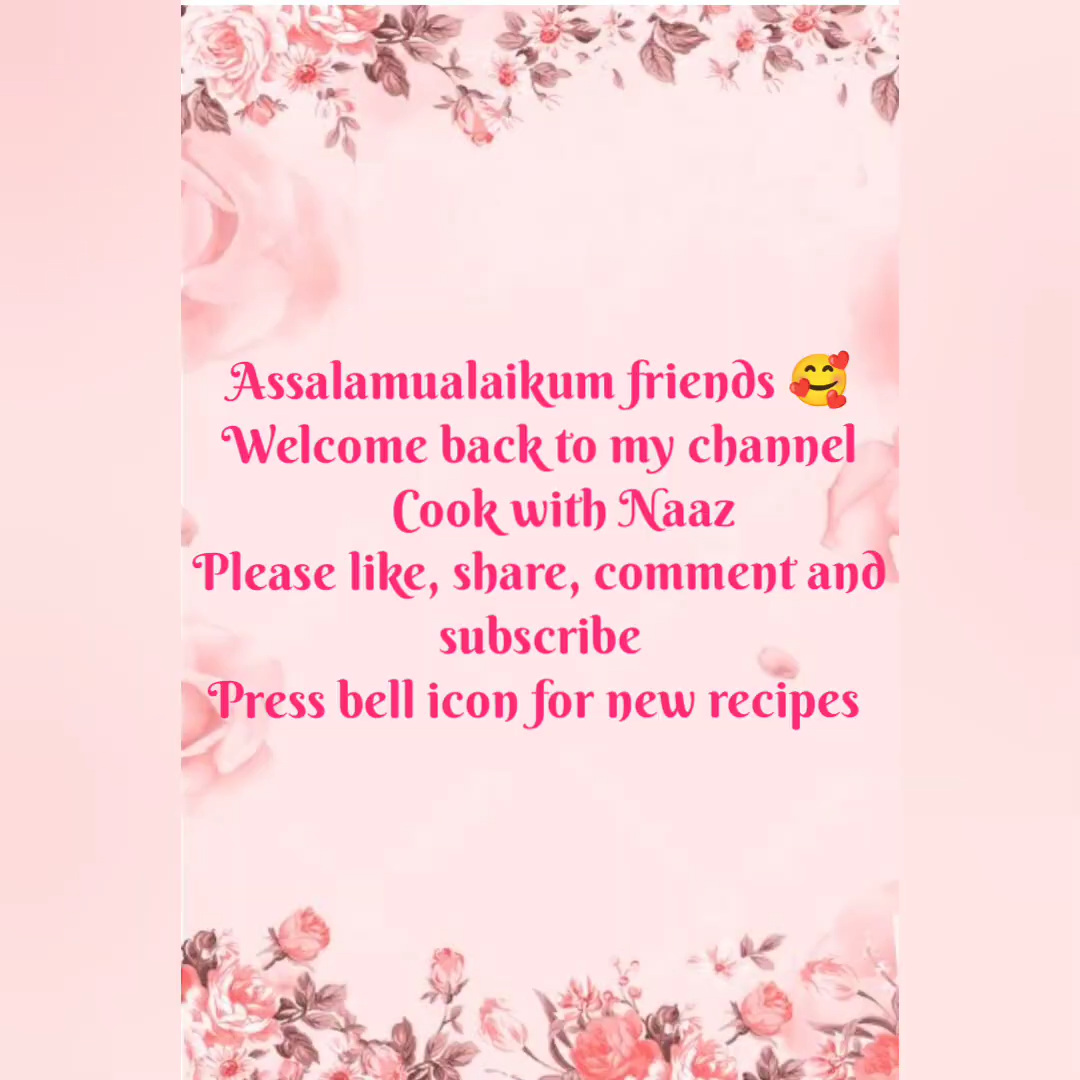 Assalamualaikum friends 🥰
Welcome back to my channel
Cook with Naaz
Please like, share, comment and
subscribe
Press bell icon for new recipes